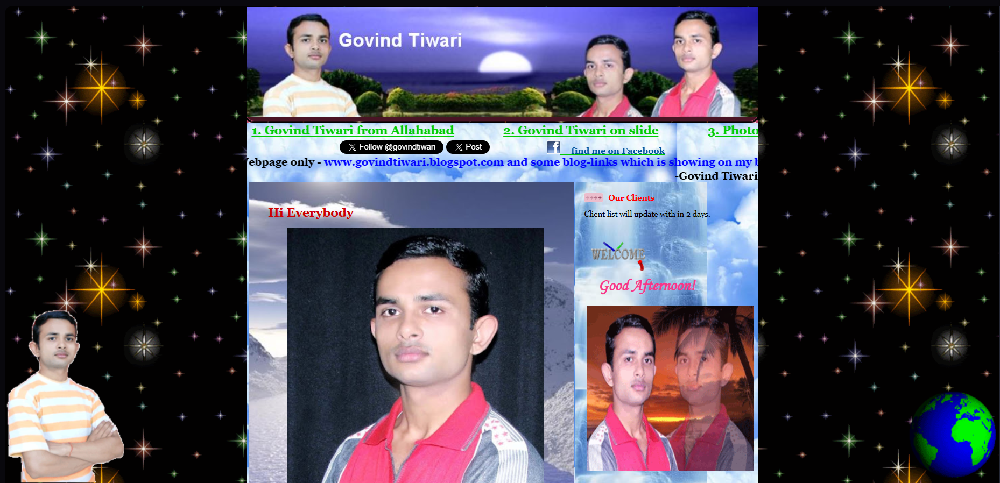 Govind Tiwari
1. Govind Tiwari from Allahabad 2. Govind Tiwari on slide 3. Photo
Follow @govindtiwari Post find me on Facebook
Webpage only - www.govindtiwari.blogspot.com and some blog-links which is showing on my
-Govind Tiwari
Hi Everybody
Our Clients
Client list will update with in 2 days.
WELCOME
Good Afternoon!